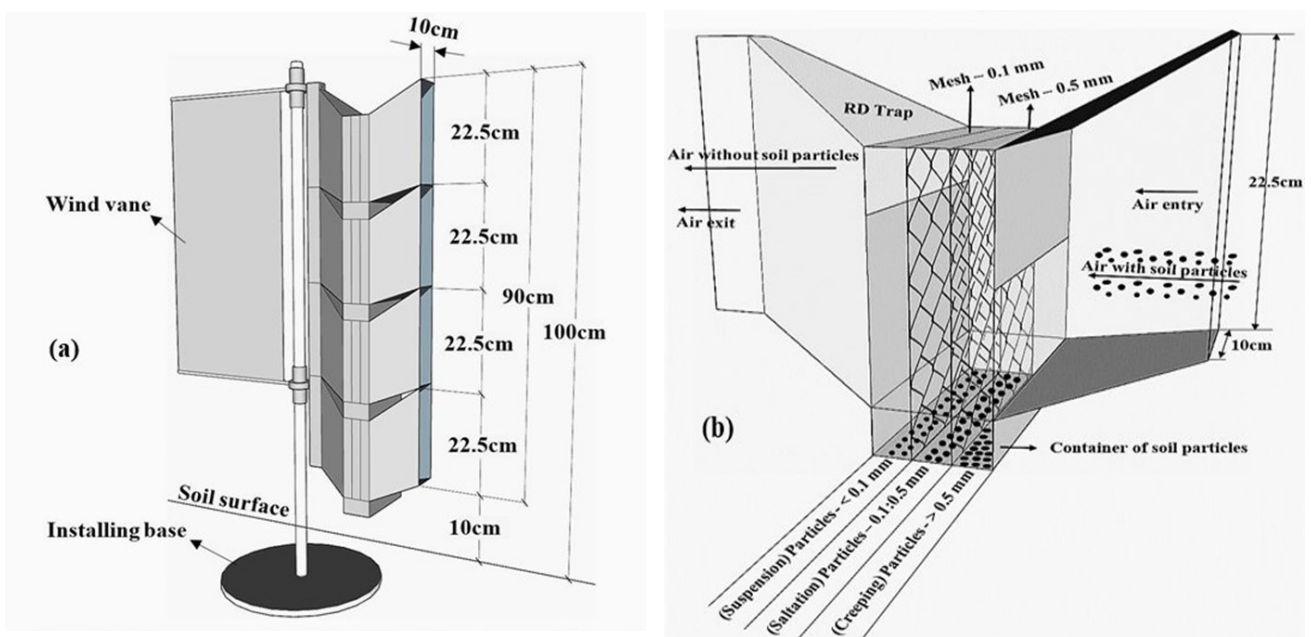 10cm
22.5cm
22.5cm
22.5cm
22.5cm
90cm
100cm
10cm
Wind vane
(a)
Soil surface
Installing base
Mesh – 0.1 mm
Mesh – 0.5 mm
RD Trap
Air without soil particles
Air exit
Air entry
22.5cm
Air with soil particles
10cm
(b)
Container of soil particles
(Suspension) Particles - < 0.1 mm
(Saltation) Particles – 0.1:0.5 mm
(Creeping) Particles - > 0.5 mm